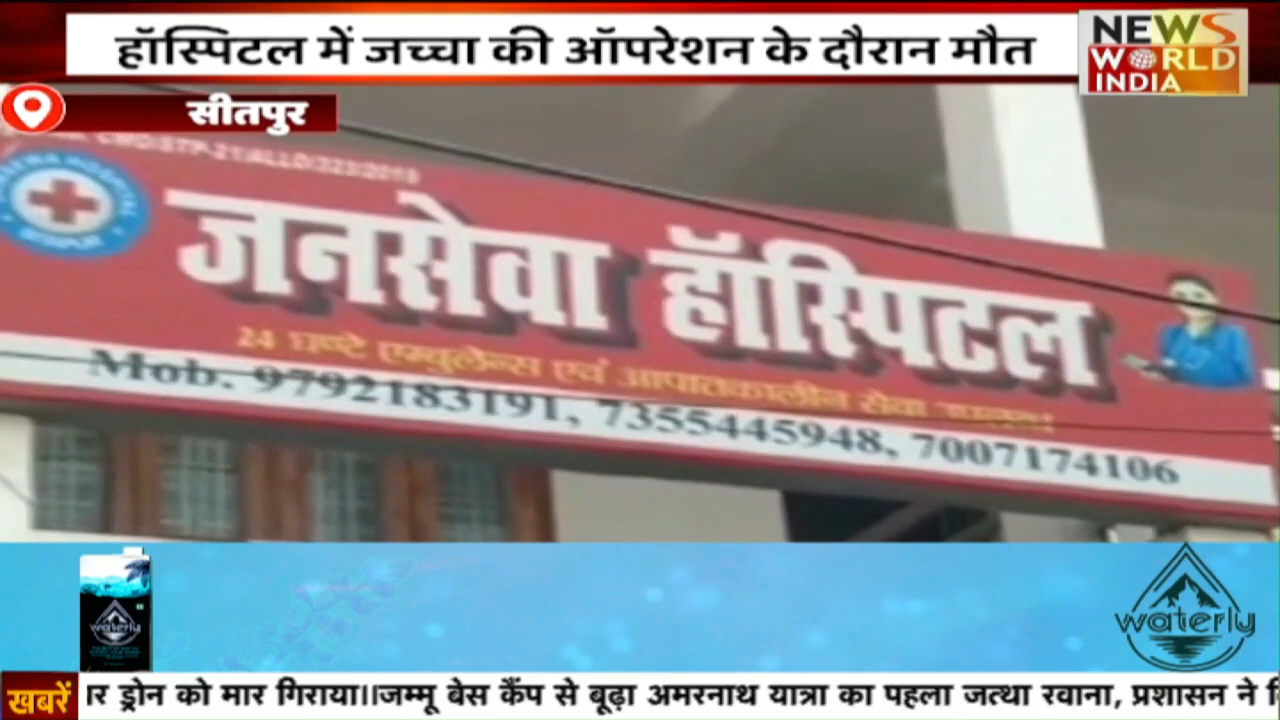 हॉस्पिटल में जच्चा की ऑपरेशन के दौरान मौत
NEWS
WORLD
INDIA
सीतपुर
जनसेवा हॉस्पिटल
24 घण्टे एम्बुलेन्स एवं आपातकालीन सेवा
Mob. 9792183191, 7355445948, 7007174106
waterly
waterly
खबरें
ड्रोन को मार गिराया।।जम्मू बेस कैंप से बूढ़ा अमरनाथ यात्रा का पहला जत्था रवाना, प्रशासन ने